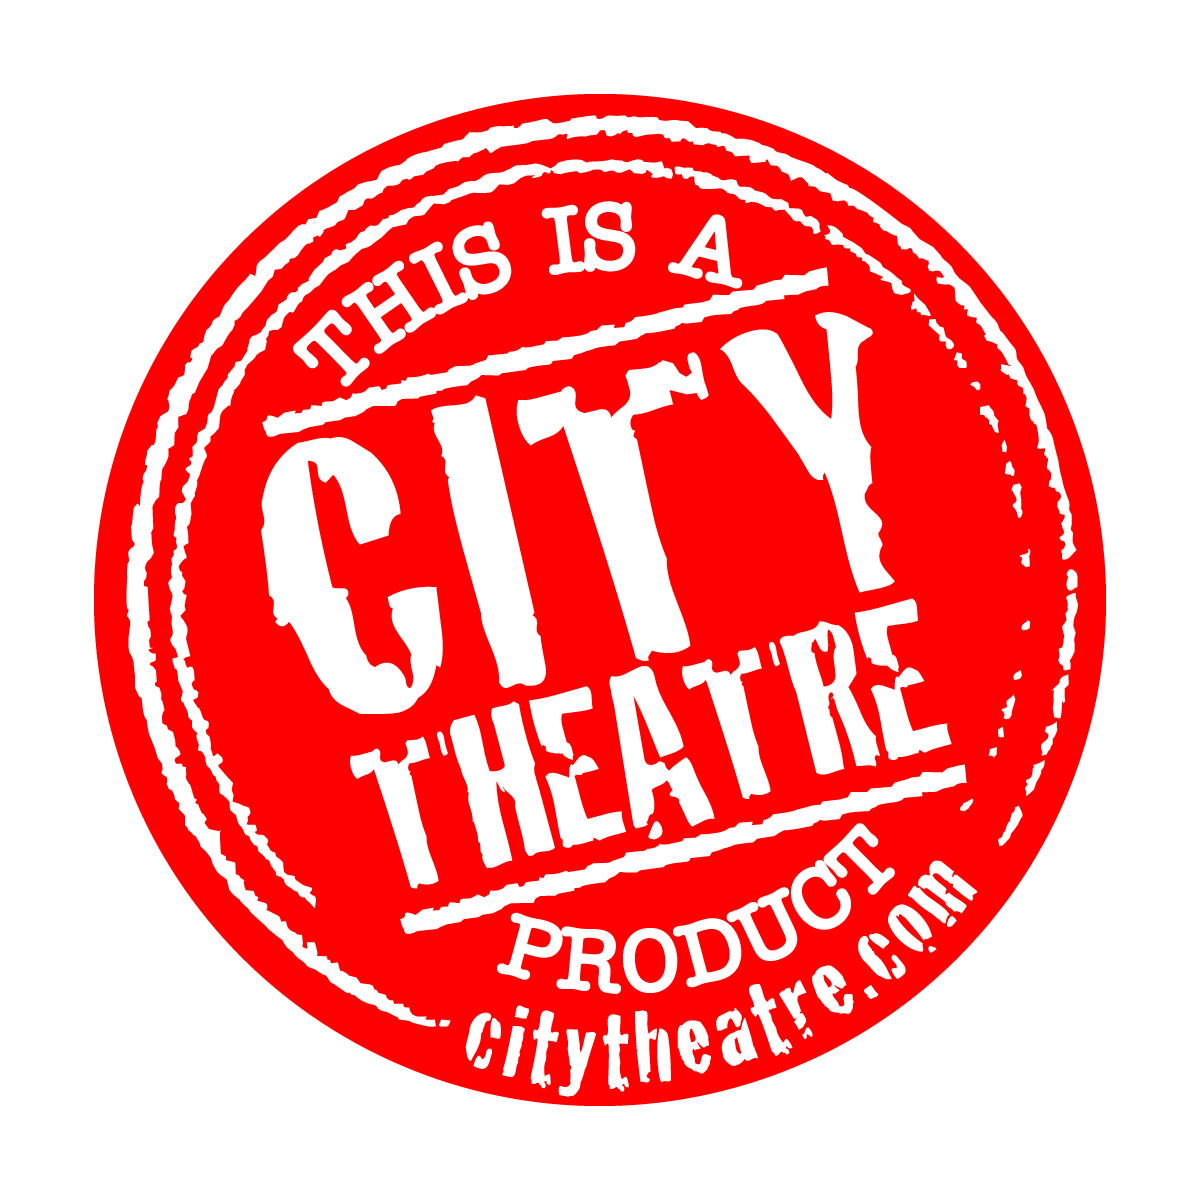 THIS IS A
CITY
THEATRE
PRODUCT
citytheatre.com